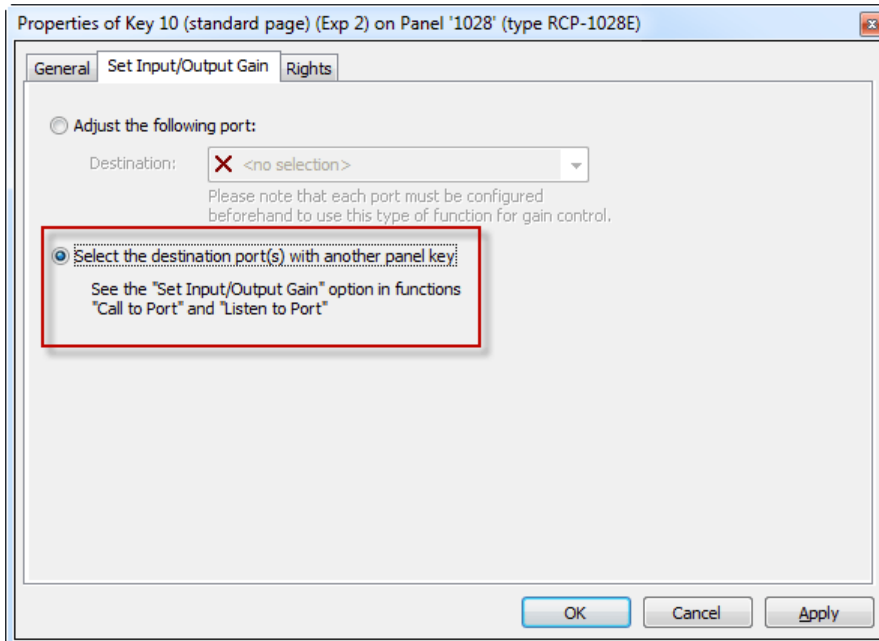 Properties of Key 10 (standard page) (Exp 2) on Panel '1028' (type RCP-1028E)
General Set Input/Output Gain Rights
Adjust the following port:
Destination: <no selection>
Please note that each port must be configured
beforehand to use this type of function for gain control.
Select the destination port(s) with another panel key
See the "Set Input/Output Gain" option in functions
"Call to Port" and "Listen to Port"
OK Cancel Apply